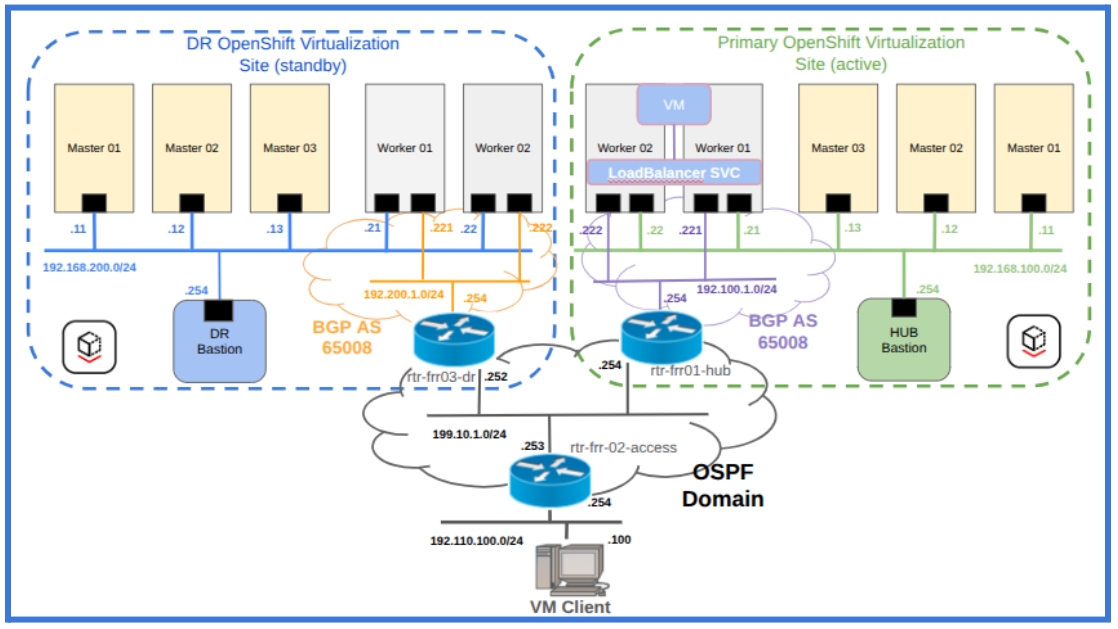 DR OpenShift Virtualization
Site (standby)
Primary OpenShift Virtualization
Site (active)
Master 01
Master 02
Master 03
Worker 01
Worker 02
VM
Worker 02
Worker 01
Master 03
Master 02
Master 01
LoadBalancer SVC
.11
.12
.13
.21
.221
.22
.222
.222
.22
.221
.21
.13
.12
.11
192.168.200.0/24
192.168.100.0/24
.254
192.200.1.0/24
.254
.254
192.100.1.0/24
.254
DR
Bastion
BGP AS
65008
BGP AS
65008
HUB
Bastion
rtr-frr03-dr
.252
.254
rtr-frr01-hub
199.10.1.0/24
.253
rtr-frr-02-access
OSPF
Domain
.254
192.110.100.0/24
.100
VM Client